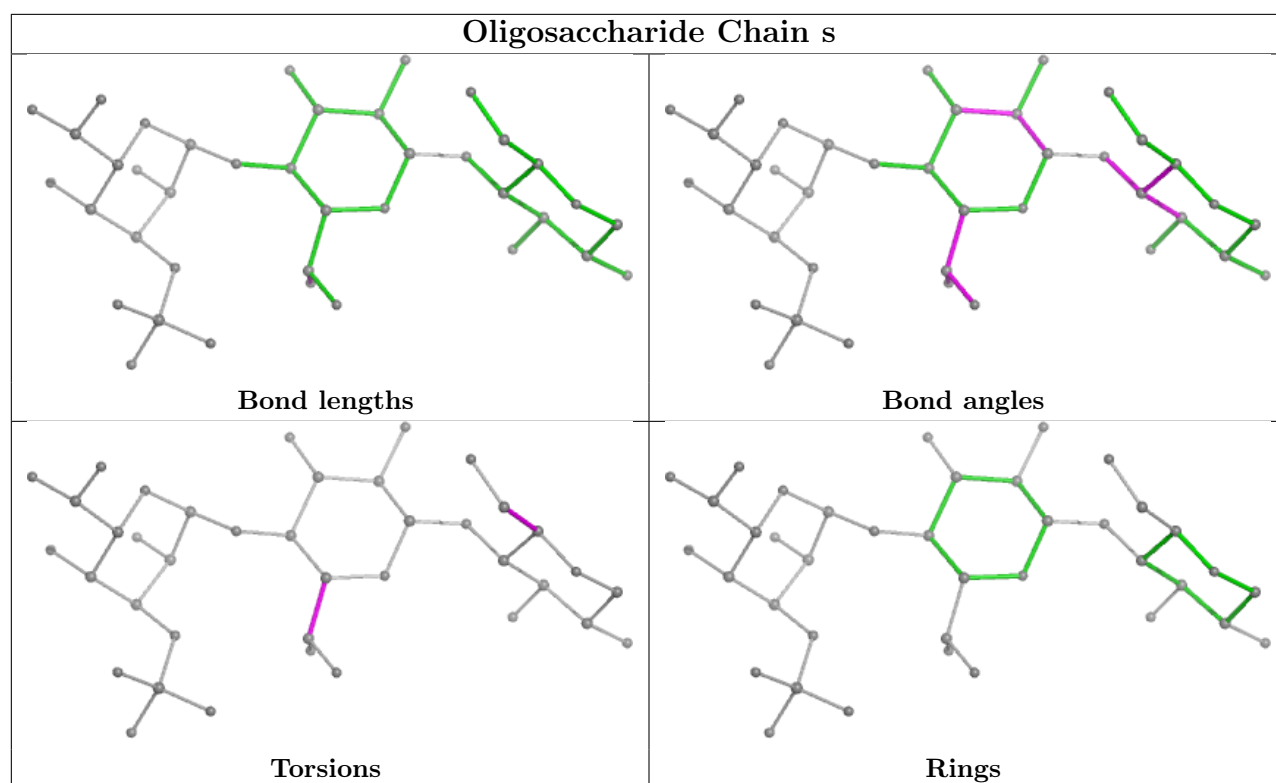 Oligosaccharide Chain s
Bond lengths
Bond angles
Torsions
Rings